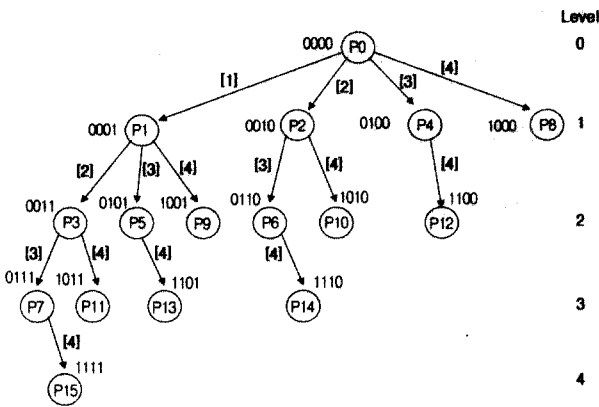 Level
0000 P0 0
[1] [2] [3] [4]
0001 P1 0010 P2 0100 P4 1000 P8 1
[2] [3] [4] [3] [4] [4]
0011 0101 1001 0110 1010 1100
P3 P5 P9 P6 P10 P12 2
[3] [4] [4] [4]
0111 1011 1101 1110
P7 P11 P13 P14 3
[4]
1111
P15 4